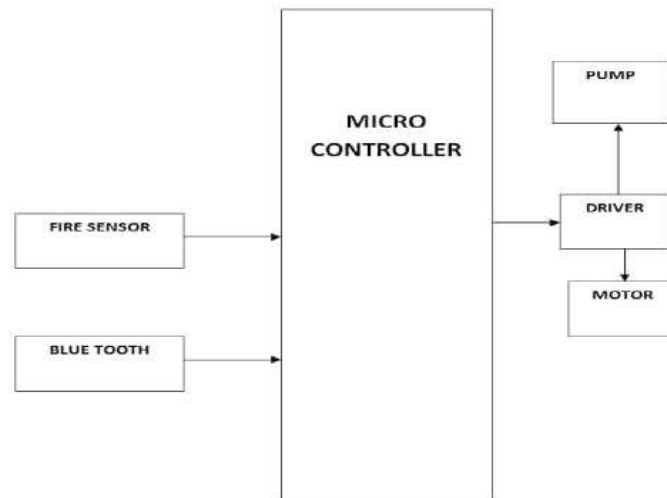 PUMP
MICRO
CONTROLLER
DRIVER
FIRE SENSOR
MOTOR
BLUE TOOTH